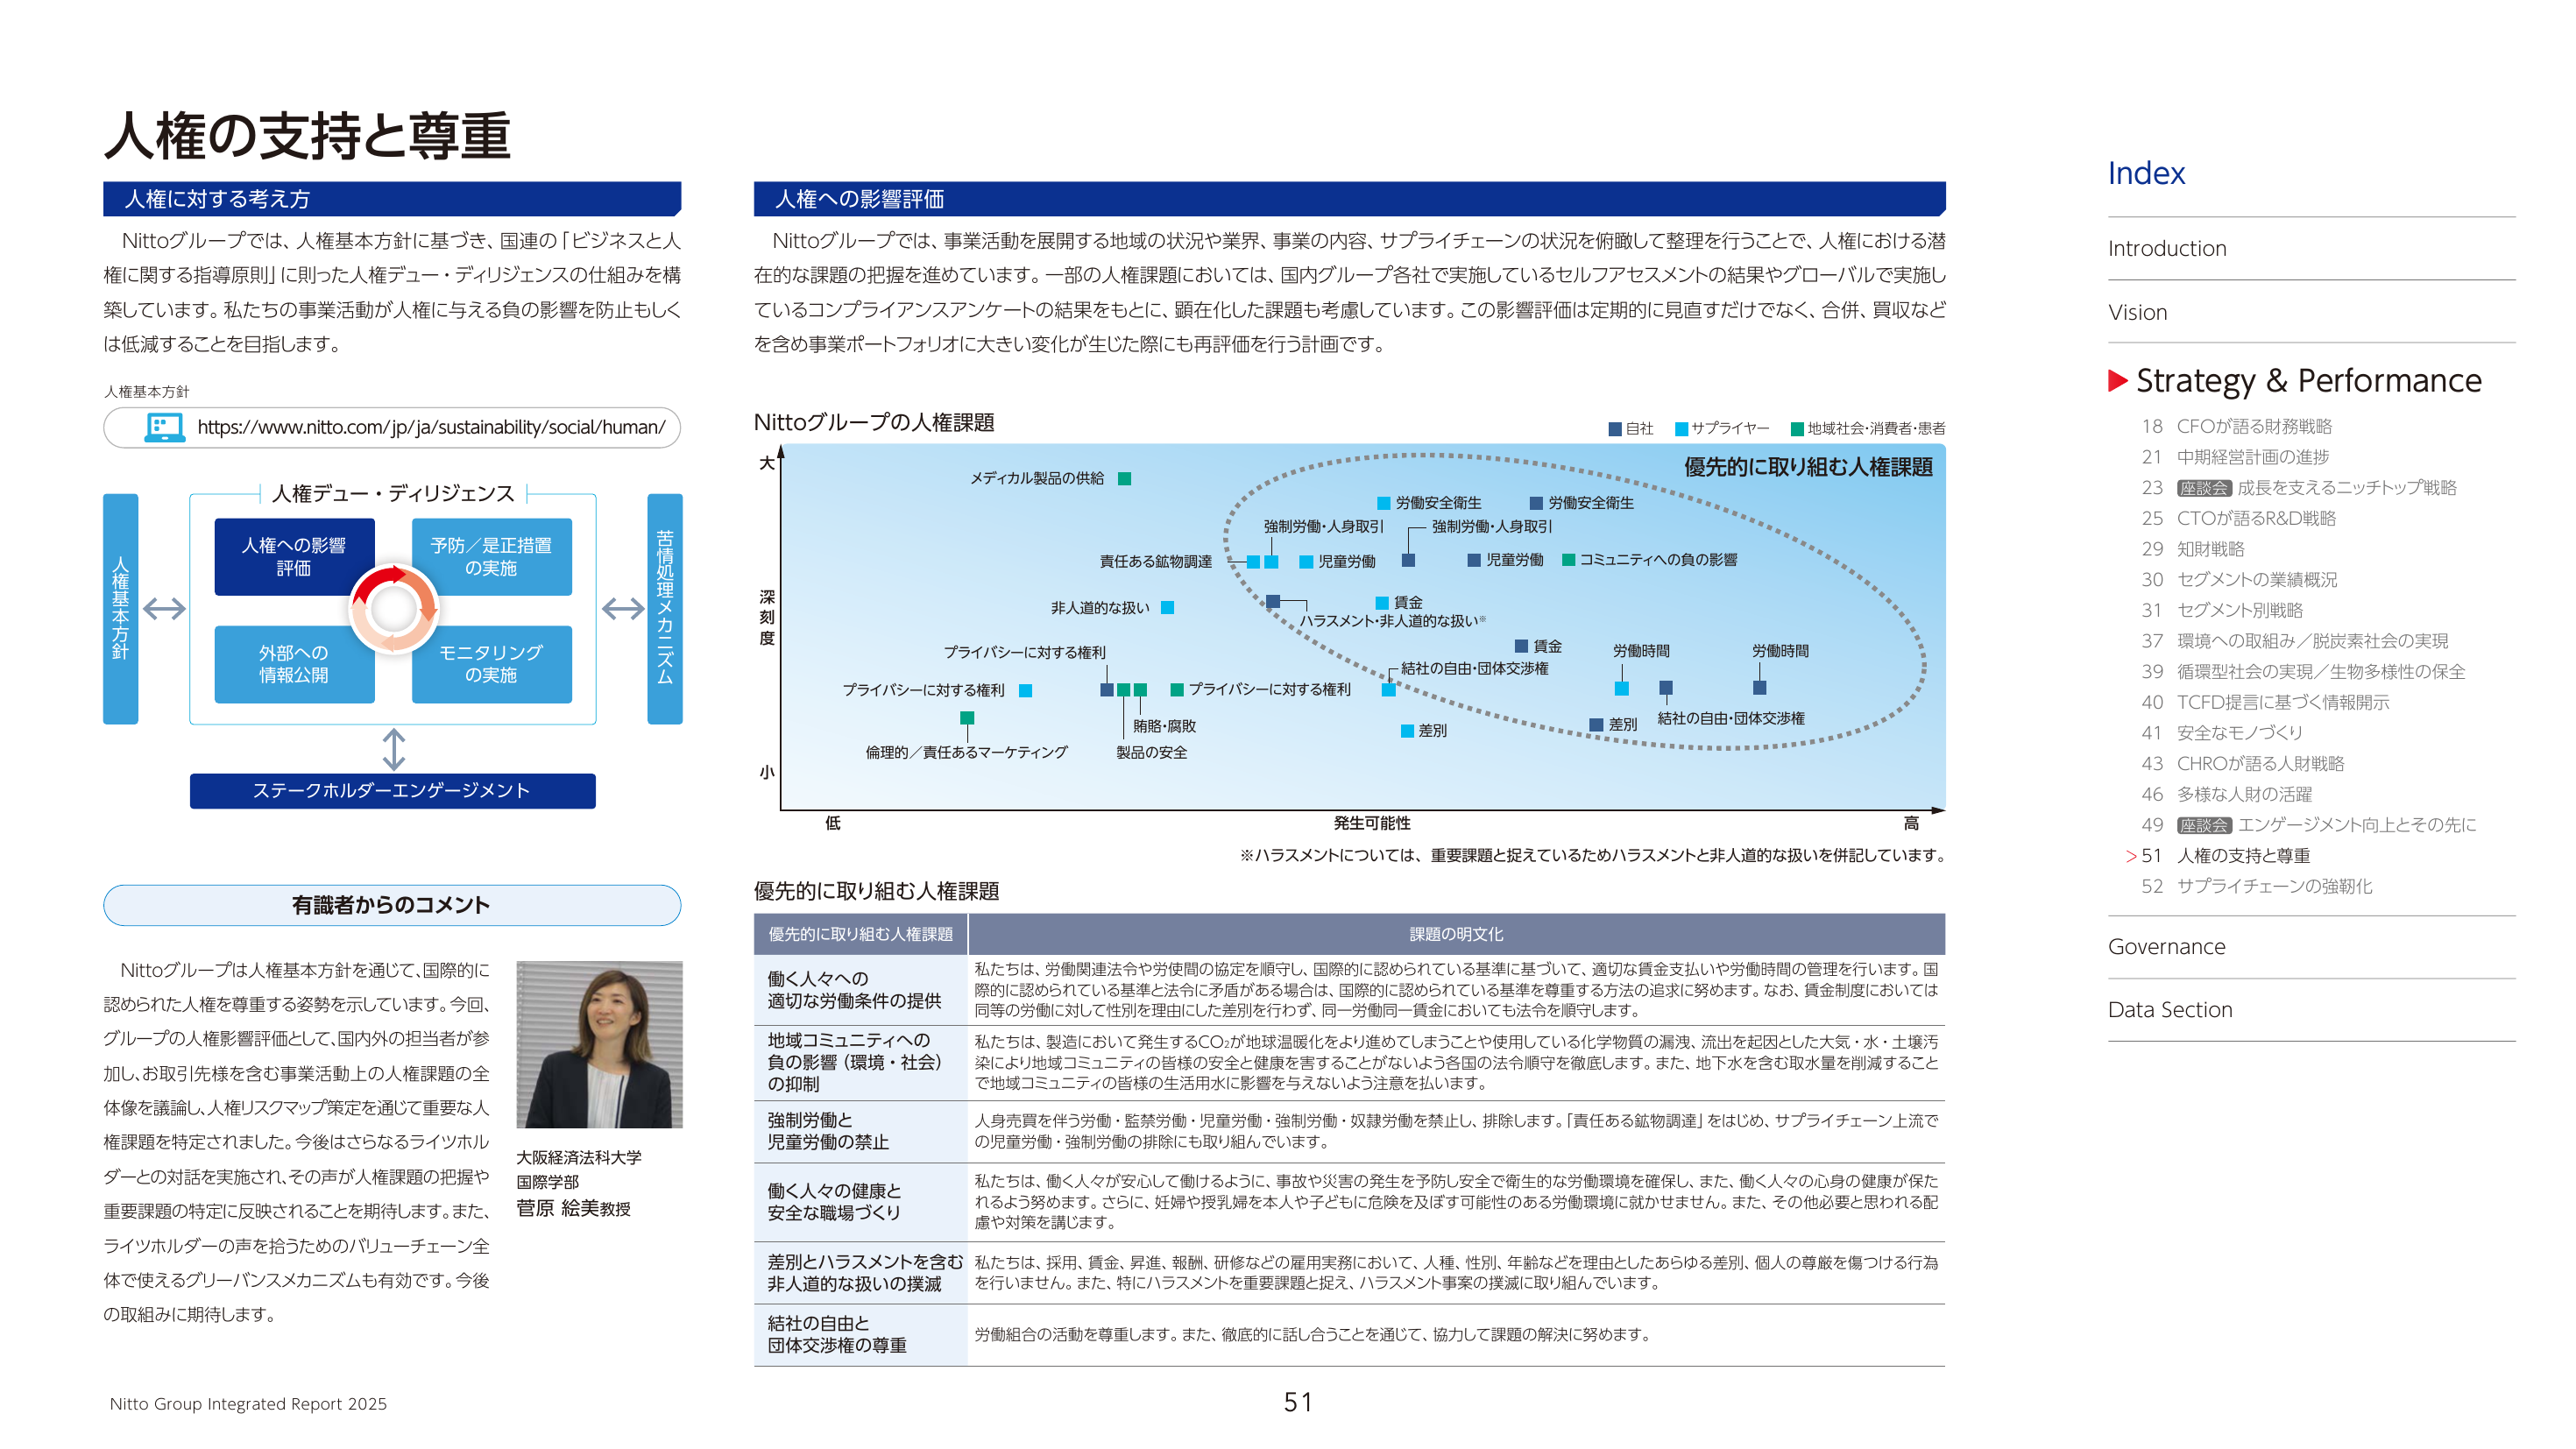 人権の支持と尊重
人権に対する考え方
Nittoグループでは、人権基本方針に基づき、国連の「ビジネスと人
権に関する指導原則」に則った人権デュー・ディリジェンスの仕組みを構
築しています。私たちの事業活動が人権に与える負の影響を防止もしく
は低減することを目指します。
人権基本方針
https://www.nitto.com/jp/ja/sustainability/social/human/
人権デュー・ディリジェンス
人権基本方針
人権への影響
評価
予防／是正措置
の実施
外部への
情報公開
モニタリング
の実施
苦情処理メカニズム
ステークホルダーエンゲージメント
有識者からのコメント
Nittoグループは人権基本方針を通じて、国際的に
認められた人権を尊重する姿勢を示しています。今回、
グループの人権影響評価として、国内外の担当者が参
加し、お取引先様を含む事業活動上の人権課題の全
体像を議論し、人権リスクマップ策定を通じて重要な人
権課題を特定されました。今後はさらなるライツホル
ダーとの対話を実施され、その声が人権課題の把握や
重要課題の特定に反映されることを期待します。また、
ライツホルダーの声を拾うためのバリューチェーン全
体で使えるグリーバンスメカニズムも有効です。今後
の取組みに期待します。
大阪経済法科大学
国際学部
菅原 絵美教授
人権への影響評価
Nittoグループでは、事業活動を展開する地域の状況や業界、事業の内容、サプライチェーンの状況を俯瞰して整理を行うことで、人権における潜
在的な課題の把握を進めています。一部の人権課題においては、国内グループ各社で実施しているセルフアセスメントの結果やグローバルで実施し
ているコンプライアンスアンケートの結果をもとに、顕在化した課題も考慮しています。この影響評価は定期的に見直すだけでなく、合併、買収など
を含め事業ポートフォリオに大きい変化が生じた際にも再評価を行う計画です。
Nittoグループの人権課題
自社 サプライヤー 地域社会・消費者・患者
大
深刻度
小
優先的に取り組む人権課題
メディカル製品の供給
労働安全衛生
労働安全衛生
強制労働・人身取引
強制労働・人身取引
責任ある鉱物調達
児童労働
児童労働
コミュニティへの負の影響
非人道的な扱い
賃金
ハラスメント・非人道的な扱い※
賃金
労働時間
労働時間
プライバシーに対する権利
結社の自由・団体交渉権
プライバシーに対する権利
プライバシーに対する権利
結社の自由・団体交渉権
賄賂・腐敗
差別
差別
倫理的／責任あるマーケティング
製品の安全
低
発生可能性
高
※ハラスメントについては、重要課題と捉えているためハラスメントと非人道的な扱いを併記しています。
優先的に取り組む人権課題
優先的に取り組む人権課題
課題の明文化
働く人々への
適切な労働条件の提供
私たちは、労働関連法令や労使間の協定を順守し、国際的に認められている基準に基づいて、適切な賃金支払いや労働時間の管理を行います。国
際的に認められている基準と法令に矛盾がある場合は、国際的に認められている基準を尊重する方法の追求に努めます。なお、賃金制度においては
同等の労働に対して性別を理由にした差別を行わず、同一労働同一賃金においても法令を順守します。
地域コミュニティへの
負の影響（環境・社会）
の抑制
私たちは、製造において発生するCO₂が地球温暖化をより進めてしまうことや使用している化学物質の漏洩、流出を起因とした大気・水・土壌汚
染により地域コミュニティの皆様の安全と健康を害することがないよう各国の法令順守を徹底します。また、地下水を含む取水量を削減すること
で地域コミュニティの皆様の生活用水に影響を与えないよう注意を払います。
強制労働と
児童労働の禁止
人身売買を伴う労働・監禁労働・児童労働・強制労働・奴隷労働を禁止し、排除します。「責任ある鉱物調達」をはじめ、サプライチェーン上流で
の児童労働・強制労働の排除にも取り組んでいます。
働く人々の健康と
安全な職場づくり
私たちは、働く人々が安心して働けるように、事故や災害の発生を予防し安全で衛生的な労働環境を確保し、また、働く人々の心身の健康が保た
れるよう努めます。さらに、妊婦や授乳婦を本人や子どもに危険を及ぼす可能性のある労働環境に就かせません。また、その他必要と思われる配
慮や対策を講じます。
差別とハラスメントを含む
非人道的な扱いの撲滅
私たちは、採用、賃金、昇進、報酬、研修などの雇用実務において、人種、性別、年齢などを理由としたあらゆる差別、個人の尊厳を傷つける行為
を行いません。また、特にハラスメントを重要課題と捉え、ハラスメント事案の撲滅に取り組んでいます。
結社の自由と
団体交渉権の尊重
労働組合の活動を尊重します。また、徹底的に話し合うことを通じて、協力して課題の解決に努めます。
Index
Introduction
Vision
Strategy & Performance
18 CFOが語る財務戦略
21 中期経営計画の進捗
23 座談会 成長を支えるニッチトップ戦略
25 CTOが語るR&D戦略
29 知財戦略
30 セグメントの業績概況
31 セグメント別戦略
37 環境への取組み／脱炭素社会の実現
39 循環型社会の実現／生物多様性の保全
40 TCFD提言に基づく情報開示
41 安全なモノづくり
43 CHROが語る人財戦略
46 多様な人財の活躍
49 座談会 エンゲージメント向上とその先に
> 51 人権の支持と尊重
52 サプライチェーンの強靭化
Governance
Data Section
Nitto Group Integrated Report 2025
51